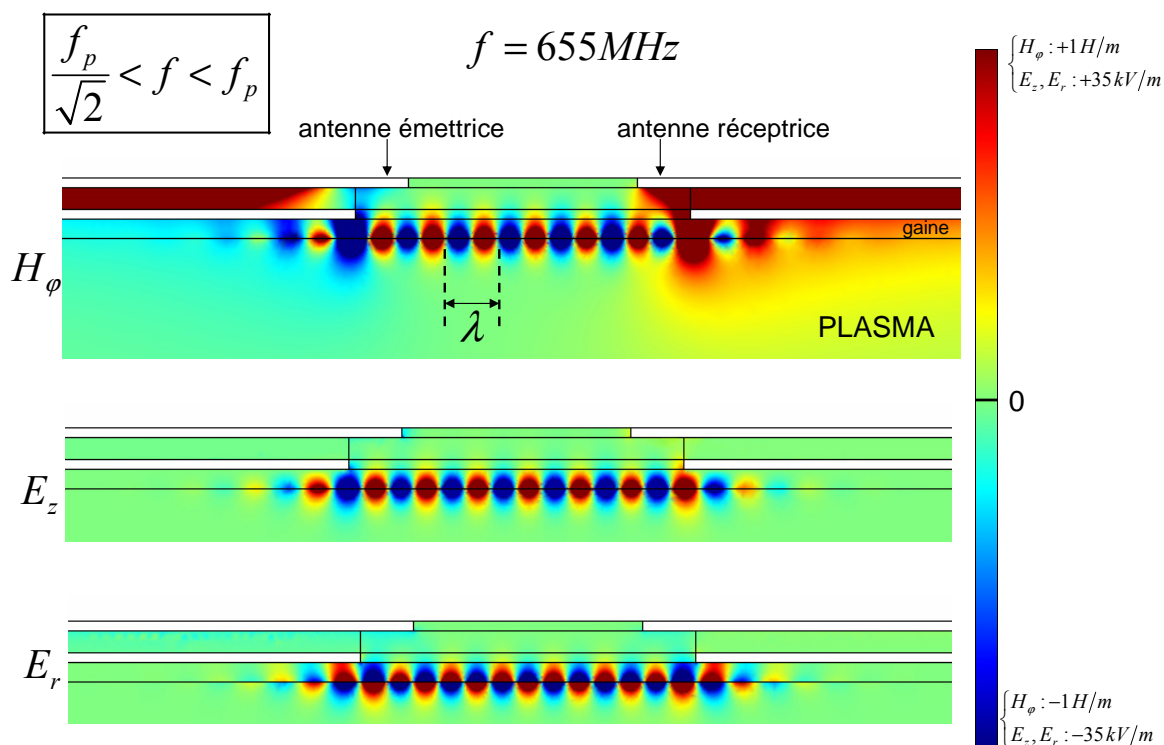 f_p/√2 < f < f_p
f = 655MHz
{H_φ : +1 H/m
{E_z, E_r : +35 kV/m
antenne émettrice
antenne réceptrice
gaine
H_φ
λ
PLASMA
0
E_z
E_r
{H_φ : −1 H/m
{E_z, E_r : −35 kV/m